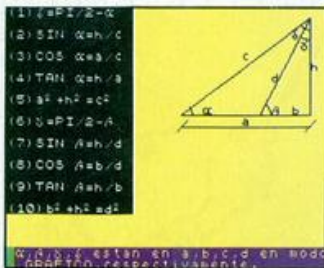 (1) &=PI/2-α
(2) SIN α=h/c
(3) COS α=a/c
(4) TAN α=h/a
(5) a²+h²=c²
(6) δ=PI/2-β
(7) SIN β=h/d
(8) COS β=b/d
(9) TAN β=h/b
(10) b²+h²=d²
δ
c
d
h
α
β
b
a
estan en a,b,c,d en modo
GRAFICO,respectivamente.